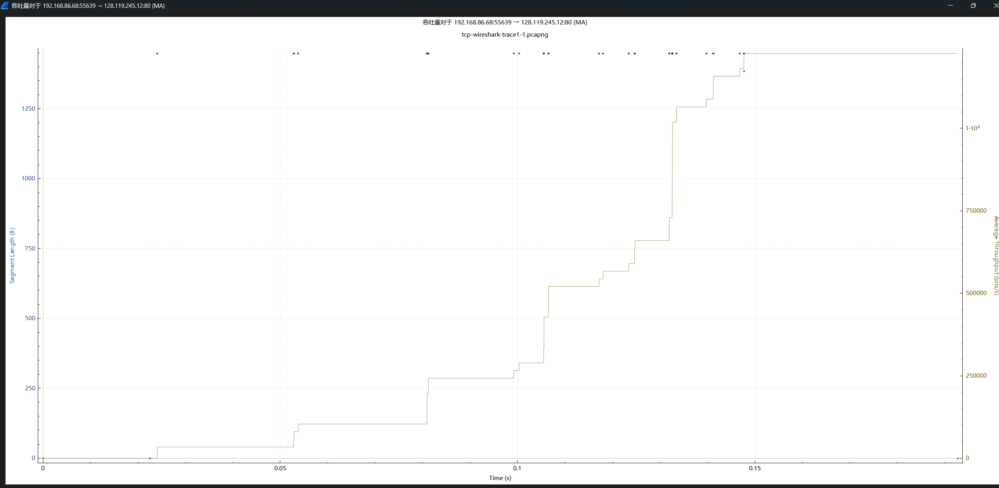 吞吐量对于 192.168.86.68:55639 → 128.119.245.12:80 (MA)
吞吐量对于 192.168.86.68:55639 → 128.119.245.12:80 (MA)
tcp-wireshark-trace1-1.pcapng
Segment Length (B)
1250
1000
750
500
250
0
1·10⁶
750000
500000
250000
0
Average Throughput (bits/s)
0
0.05
0.1
0.15
Time (s)